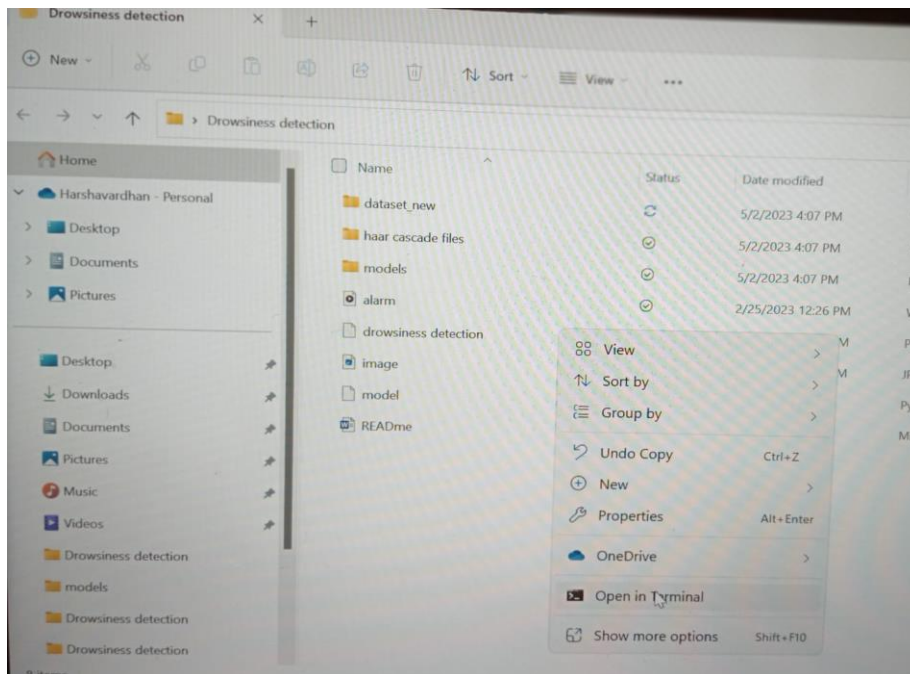 Drowsiness detection
New
Sort
View
Drowsiness detection
Home
Harshavardhan - Personal
Desktop
Documents
Pictures
Desktop
Downloads
Documents
Pictures
Music
Videos
Drowsiness detection
models
Drowsiness detection
Drowsiness detection
Name Status Date modified
dataset_new 5/2/2023 4:07 PM
haar cascade files 5/2/2023 4:07 PM
models 5/2/2023 4:07 PM
alarm 2/25/2023 12:26 PM
drowsiness detection M
image M
model
READme
View
Sort by
Group by
Undo Copy Ctrl+Z
New
Properties Alt+Enter
OneDrive
Open in Terminal
Show more options Shift+F10